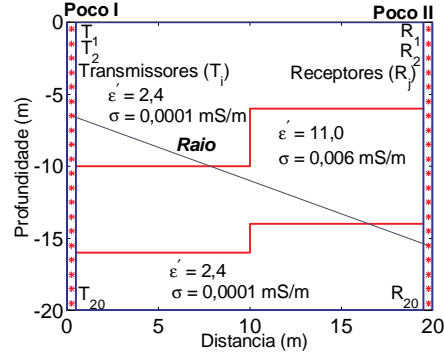 Poco I
Poco II
0
-5
-10
-15
-20
Profundidade (m)
T1
T2
Transmissores (Ti)
ε′ = 2,4
σ = 0,0001 mS/m
Raio
R1
R2
Receptores (Rj)
ε′ = 11,0
σ = 0,006 mS/m
ε′ = 2,4
σ = 0,0001 mS/m
T20
R20
0
5
10
15
20
Distancia (m)